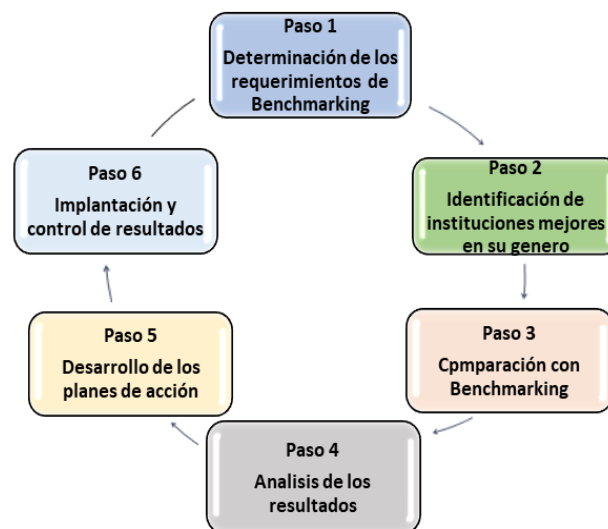 Paso 1
Determinación de los
requerimientos de
Benchmarking
Paso 2
Identificación de
instituciones mejores
en su genero
Paso 3
Cpmparación con
Benchmarking
Paso 4
Analisis de los
resultados
Paso 5
Desarrollo de los
planes de acción
Paso 6
Implantación y
control de resultados